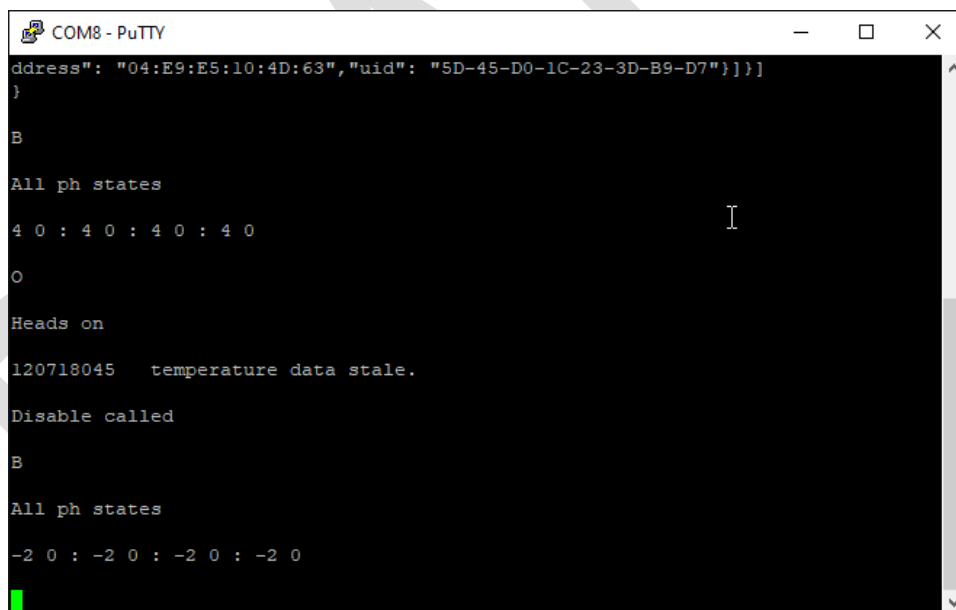 COM8 - PuTTY
ddress": "04:E9:E5:10:4D:63","uid": "5D-45-D0-1C-23-3D-B9-D7"}]}]
}
B
All ph states
4 0 : 4 0 : 4 0 : 4 0
O
Heads on
120718045   temperature data stale.
Disable called
B
All ph states
-2 0 : -2 0 : -2 0 : -2 0